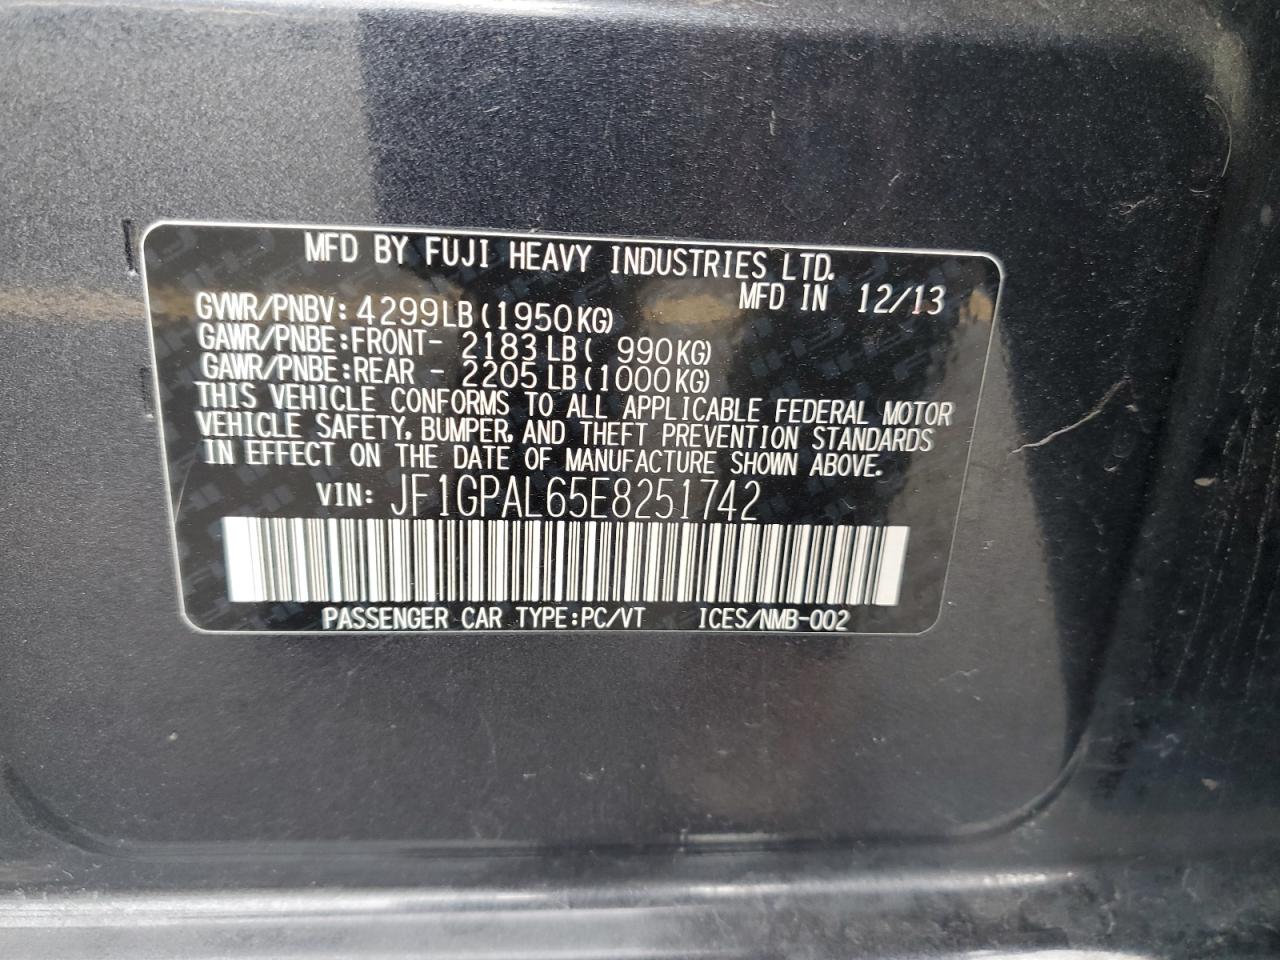 MFD BY FUJI HEAVY INDUSTRIES LTD.
MFD IN 12/13
GVWR/PNBV: 4299LB(1950KG)
GAWR/PNBE:FRONT- 2183LB( 990KG)
GAWR/PNBE:REAR - 2205LB(1000KG)
THIS VEHICLE CONFORMS TO ALL APPLICABLE FEDERAL MOTOR
VEHICLE SAFETY, BUMPER, AND THEFT PREVENTION STANDARDS
IN EFFECT ON THE DATE OF MANUFACTURE SHOWN ABOVE.
VIN: JF1GPAL65E8251742
PASSENGER CAR TYPE:PC/VT ICES/NMB-002